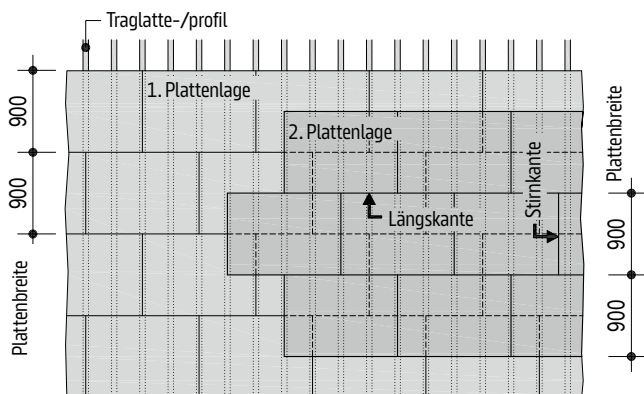 Traglatte-/profil
1. Plattenlage
2. Plattenlage
900
900
Plattenbreite
Längskante
Stirnkante
Plattenbreite
900
900